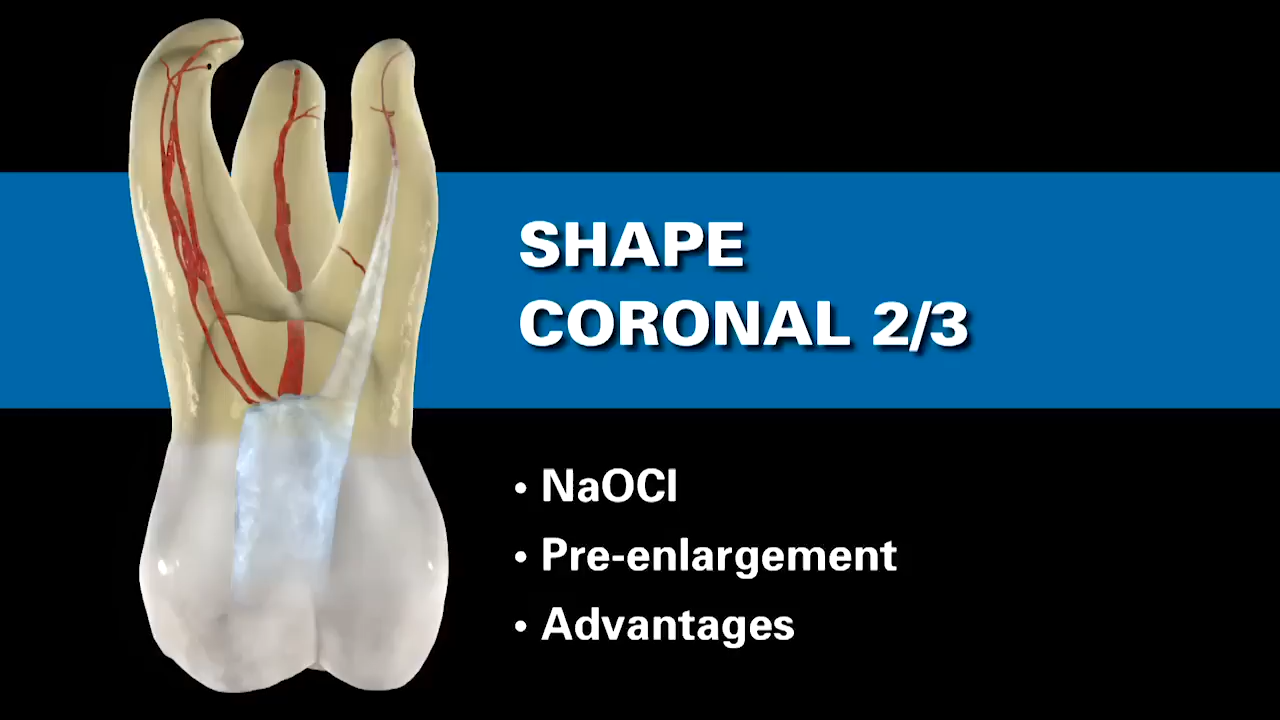 SHAPE
CORONAL 2/3
• NaOCl
• Pre-enlargement
• Advantages